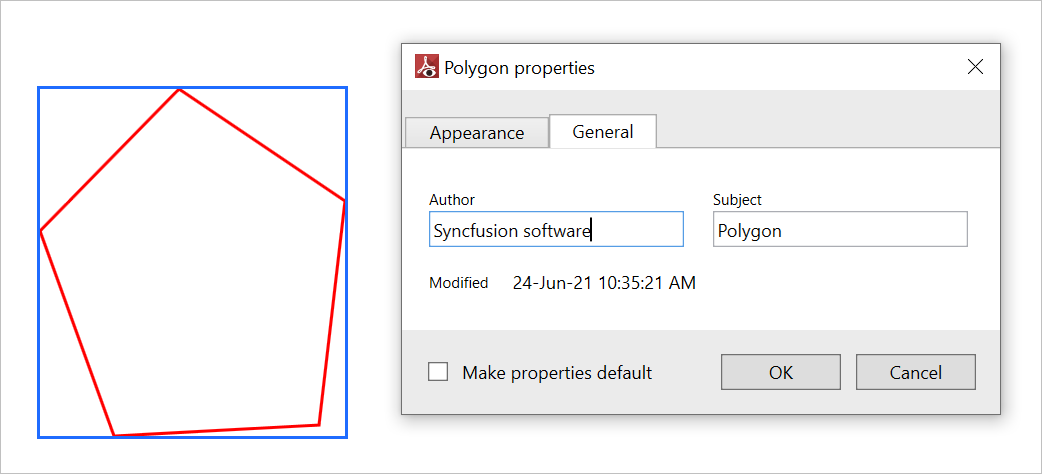 Polygon properties
Appearance
General
Author
Subject
Syncfusion software
Polygon
Modified
24-Jun-21 10:35:21 AM
Make properties default
OK
Cancel